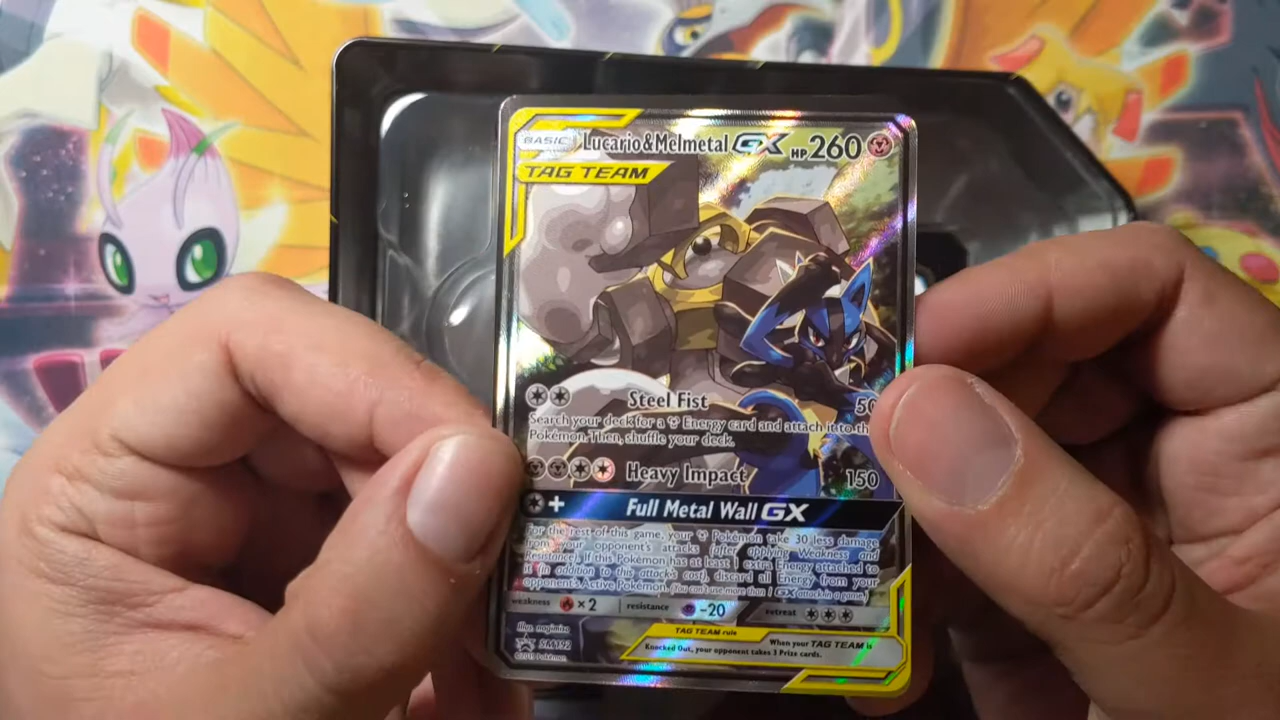 BASIC Lucario&Melmetal GX HP260
TAG TEAM
Steel Fist 50
Search your deck for a Energy card and attach it to
Pokémon. Then, shuffle your deck.
Heavy Impact 150
+ Full Metal Wall GX
For the rest of this game, your Pokémon take 30 less damage
from your opponent's attacks (after applying Weakness and
Resistance). If this Pokémon has at least 1 extra Energy attached to
it (in addition to this attack's cost), discard all Energy from your
opponent's Active Pokémon. (You can't use more than 1 GX attack in a game.)
weakness ×2 resistance -20 retreat
Illus. nagimiso
SM192
©2019 Pokémon
TAG TEAM rule
When your TAG TEAM is
Knocked Out, your opponent takes 3 Prize cards.